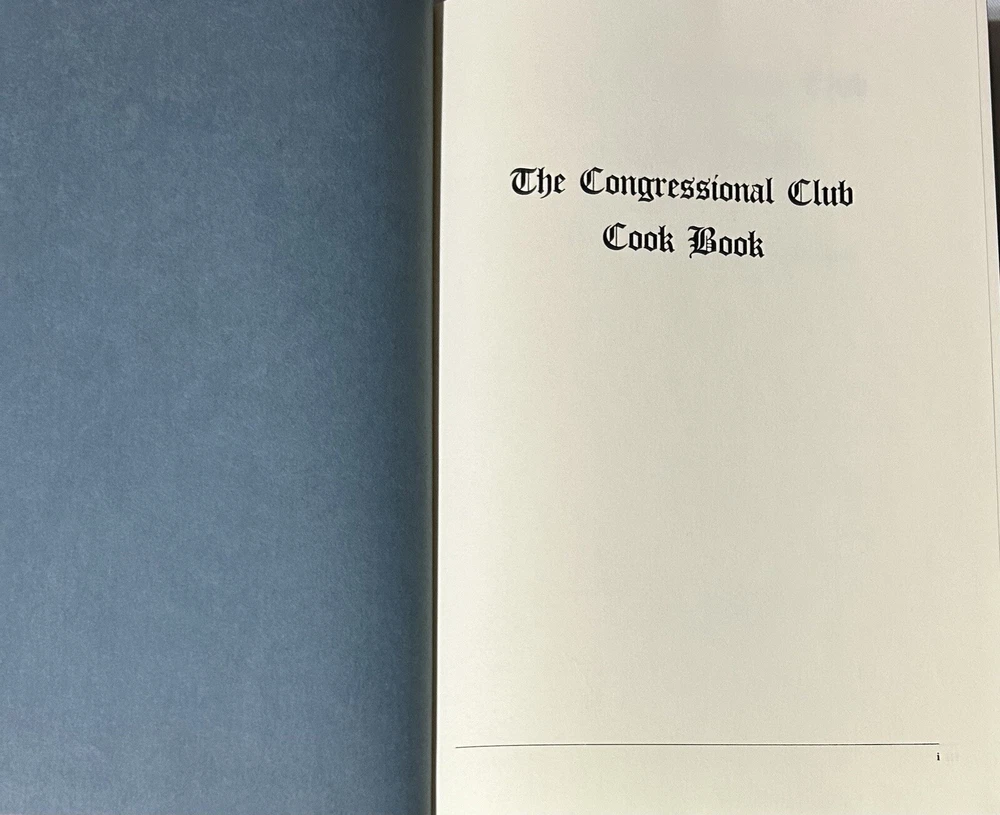 The Congressional Club
Cook Book
i